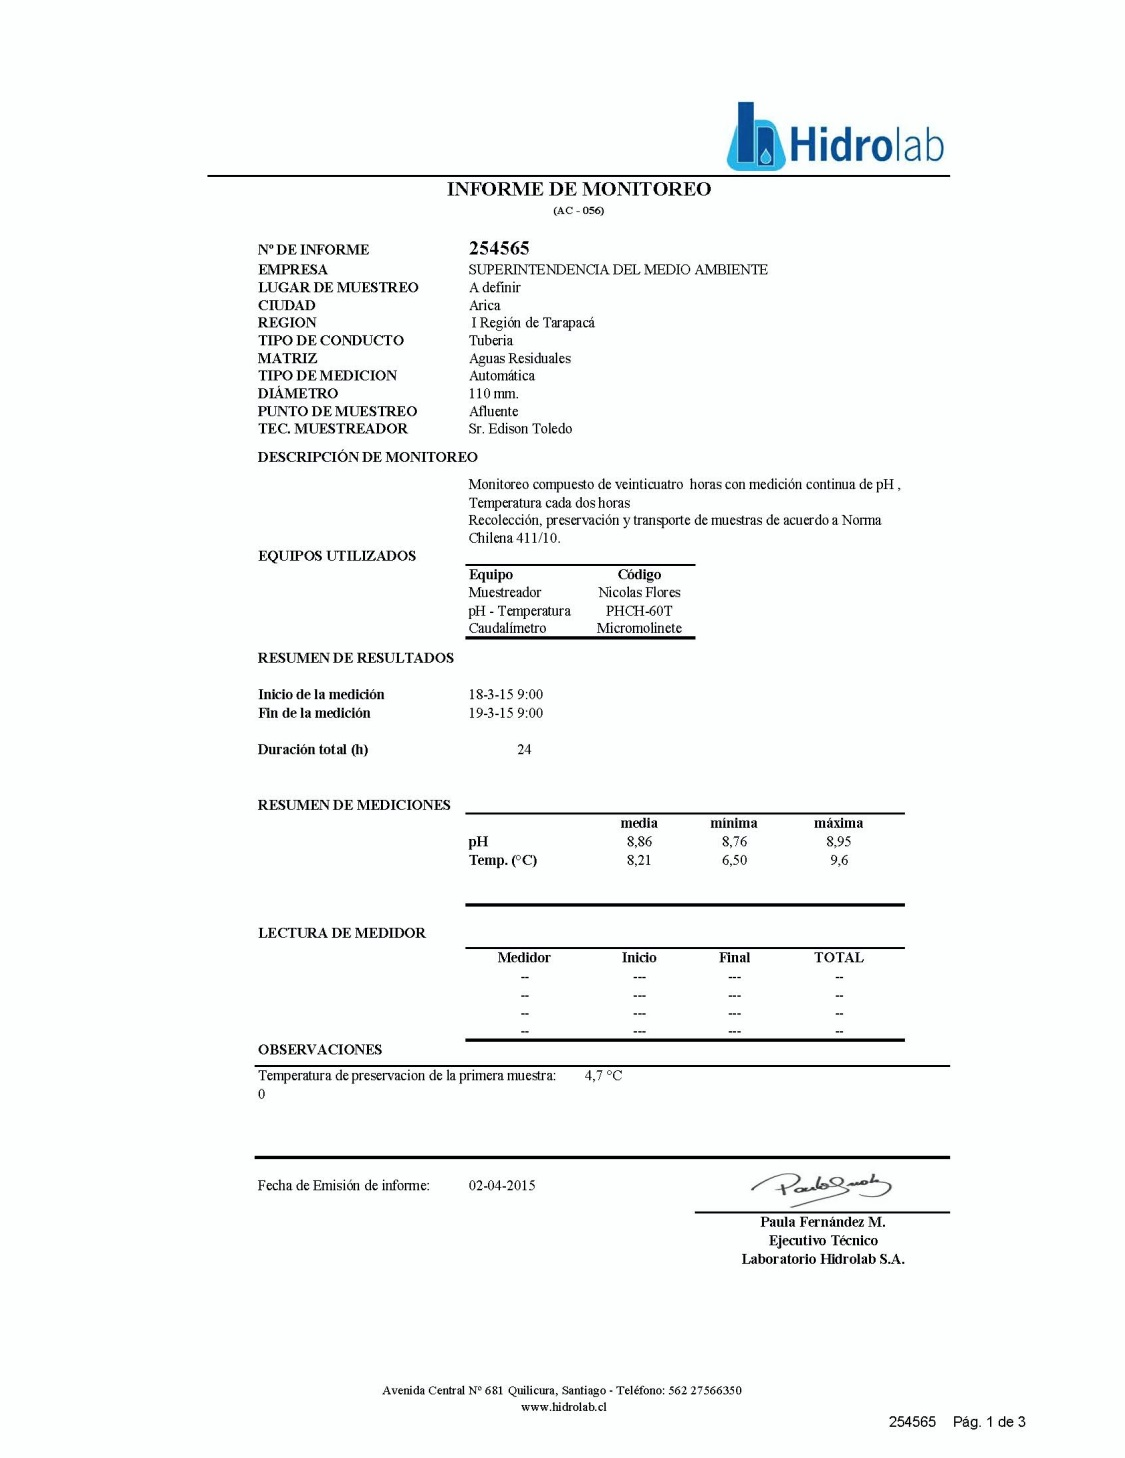 Hidrolab
INFORME DE MONITOREO
(AC - 056)
Nº DE INFORME 254565
EMPRESA SUPERINTENDENCIA DEL MEDIO AMBIENTE
LUGAR DE MUESTREO A definir
CIUDAD Arica
REGION I Región de Tarapacá
TIPO DE CONDUCTO Tuberia
MATRIZ Aguas Residuales
TIPO DE MEDICION Automática
DIÁMETRO 110 mm.
PUNTO DE MUESTREO Afluente
TEC. MUESTREADOR Sr. Edison Toledo
DESCRIPCIÓN DE MONITOREO
Monitoreo compuesto de veinticuatro horas con medición continua de pH ,
Temperatura cada dos horas
Recolección, preservación y transporte de muestras de acuerdo a Norma
Chilena 411/10.
EQUIPOS UTILIZADOS
Equipo Código
Muestreador Nicolas Flores
pH - Temperatura PHCH-60T
Caudalímetro Micromolinete
RESUMEN DE RESULTADOS
Inicio de la medición 18-3-15 9:00
Fin de la medición 19-3-15 9:00
Duración total (h) 24
RESUMEN DE MEDICIONES
media mínima máxima
pH 8,86 8,76 8,95
Temp. (°C) 8,21 6,50 9,6
LECTURA DE MEDIDOR
Medidor Inicio Final TOTAL
-- --- --- --
-- --- --- --
-- --- --- --
-- --- --- --
OBSERVACIONES
Temperatura de preservacion de la primera muestra: 4,7 °C
0
Fecha de Emisión de informe: 02-04-2015
Paula Fernández M.
Ejecutivo Técnico
Laboratorio Hidrolab S.A.
Avenida Central Nº 681 Quilicura, Santiago - Teléfono: 562 27566350
www.hidrolab.cl
254565 Pág. 1 de 3